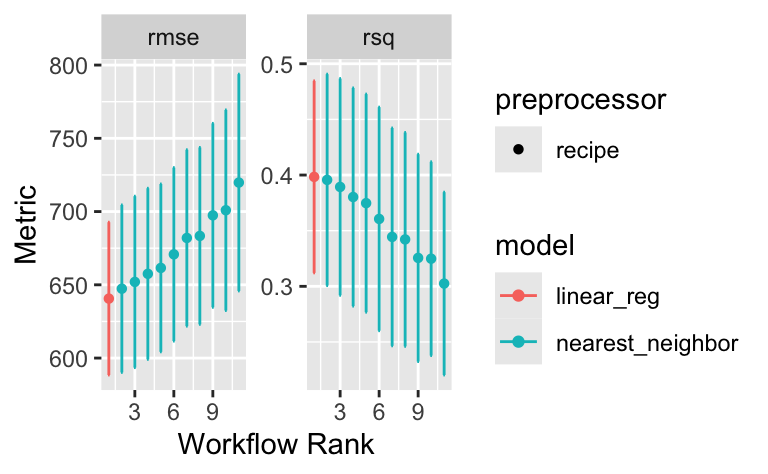 rmse
rsq
800
750
700
650
600
0.5
0.4
0.3
3 6 9
3 6 9
Metric
Workflow Rank
preprocessor
recipe
model
linear_reg
nearest_neighbor